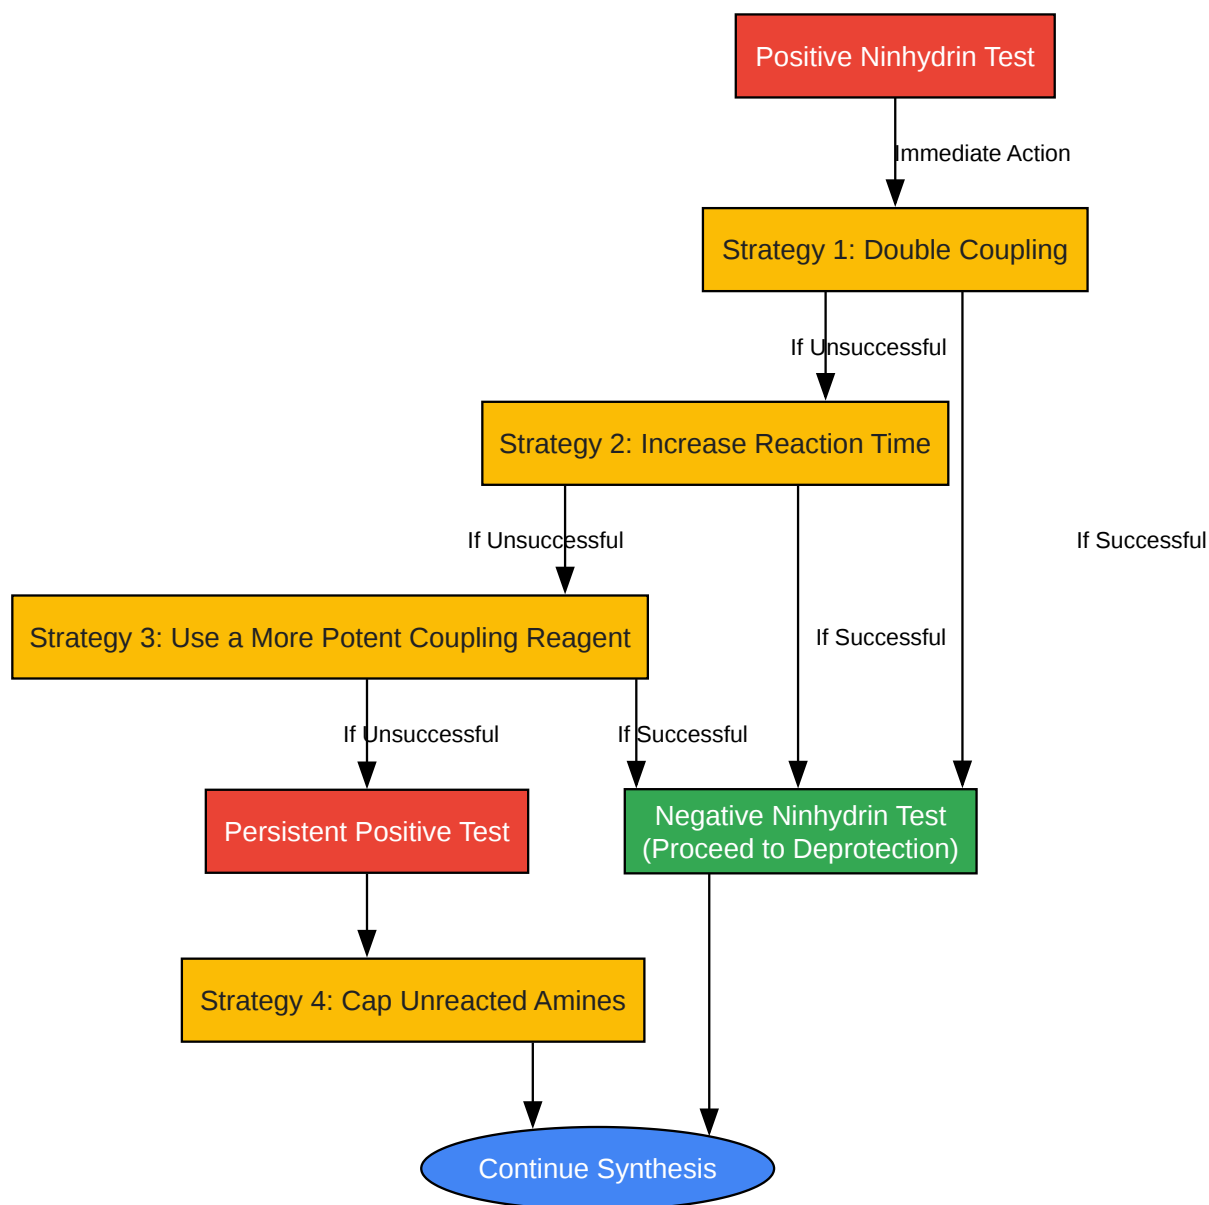 Positive Ninhydrin Test
Immediate Action
Strategy 1: Double Coupling
If Unsuccessful
Strategy 2: Increase Reaction Time
If Unsuccessful
If Successful
Strategy 3: Use a More Potent Coupling Reagent
If Successful
If Unsuccessful
If Successful
Persistent Positive Test
Negative Ninhydrin Test
(Proceed to Deprotection)
Strategy 4: Cap Unreacted Amines
Continue Synthesis